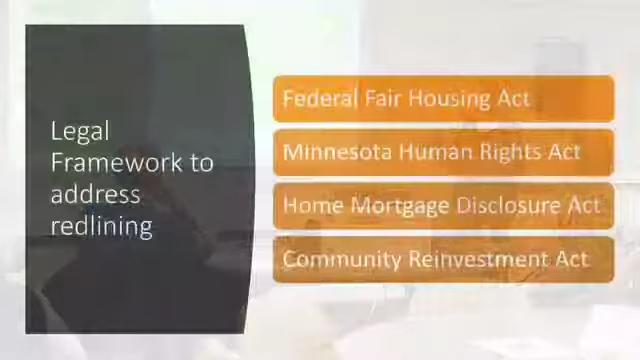 Legal
Framework to
address
redlining
Federal Fair Housing Act
Minnesota Human Rights Act
Home Mortgage Disclosure Act
Community Reinvestment Act